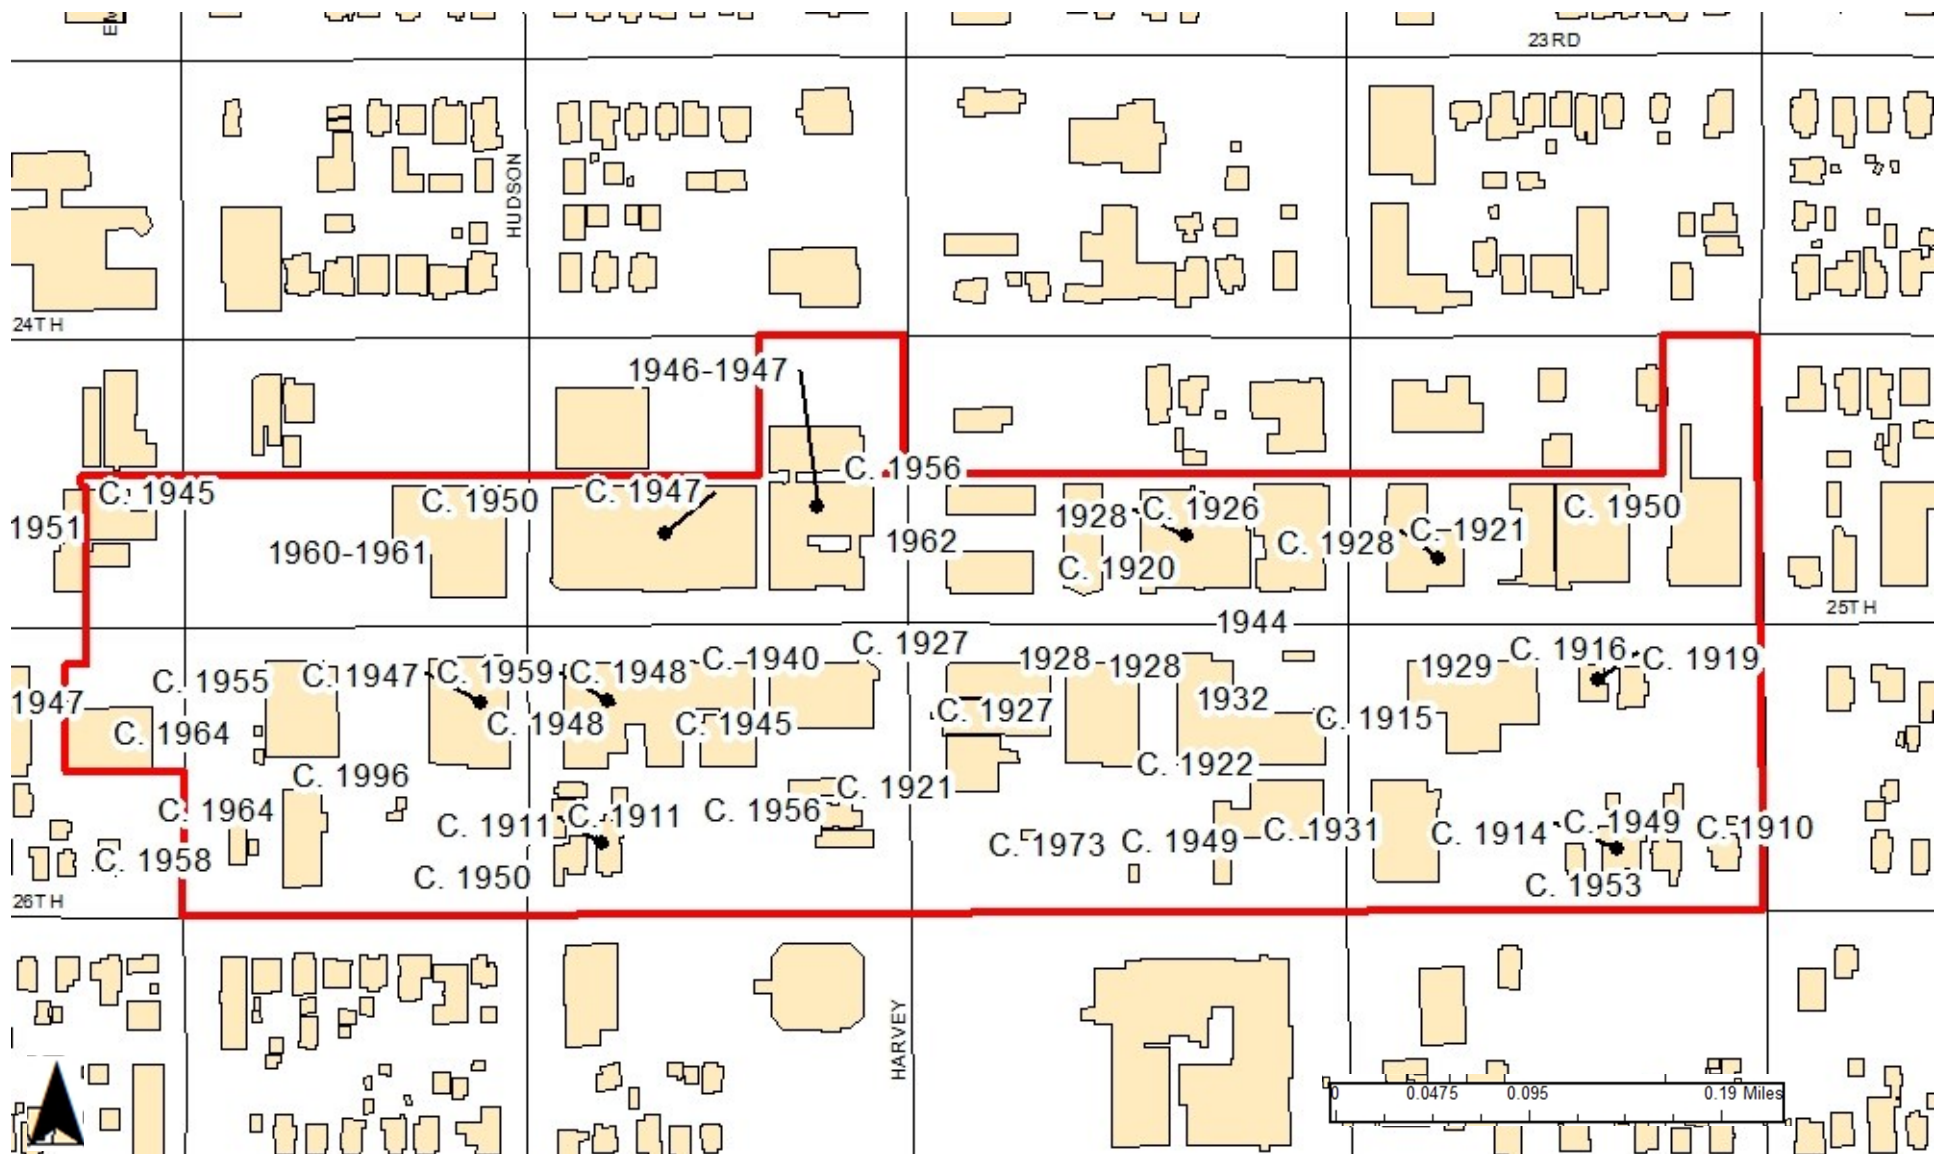 EM
23RD
HUDSON
24TH
1946-1947
C. 1956
C. 1945
C. 1950
C. 1947
1928
C. 1926
C. 1950
1951
1960-1961
1962
C. 1928
C. 1921
C. 1920
25TH
1944
C. 1927
C. 1916
C. 1919
C. 1955
C. 1947
C. 1959
C. 1948
C. 1940
1928
1928
1929
1947
1932
C. 1964
C. 1948
C. 1945
C. 1927
C. 1915
C. 1996
C. 1922
C. 1921
C. 1964
C. 1911
C. 1911
C. 1956
C. 1973
C. 1949
C. 1931
C. 1914
C. 1949
C. 1910
C. 1958
C. 1950
C. 1953
26TH
HARVEY
0 0.0475 0.095 0.19 Miles